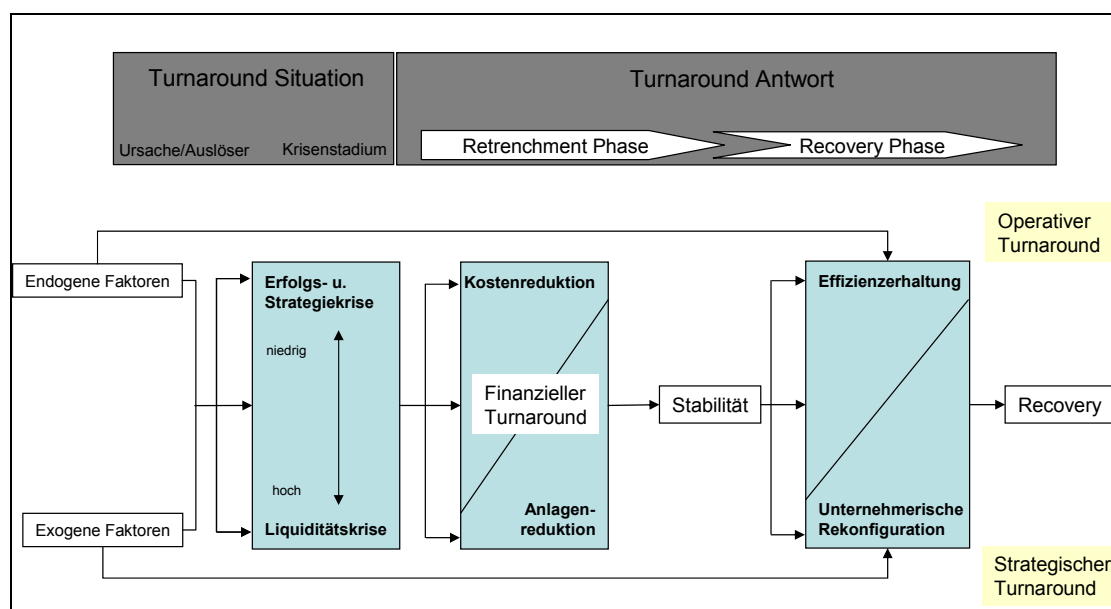 Turnaround Situation
Turnaround Antwort
Ursache/Auslöser
Krisenstadium
Retrenchment Phase
Recovery Phase
Operativer
Turnaround
Endogene Faktoren
Erfolgs- u.
Strategiekrise
niedrig
hoch
Liquiditätskrise
Kostenreduktion
Finanzieller
Turnaround
Anlagen-
reduktion
Stabilität
Effizienzerhaltung
Unternehmerische
Rekonfiguration
Recovery
Exogene Faktoren
Strategischer
Turnaround